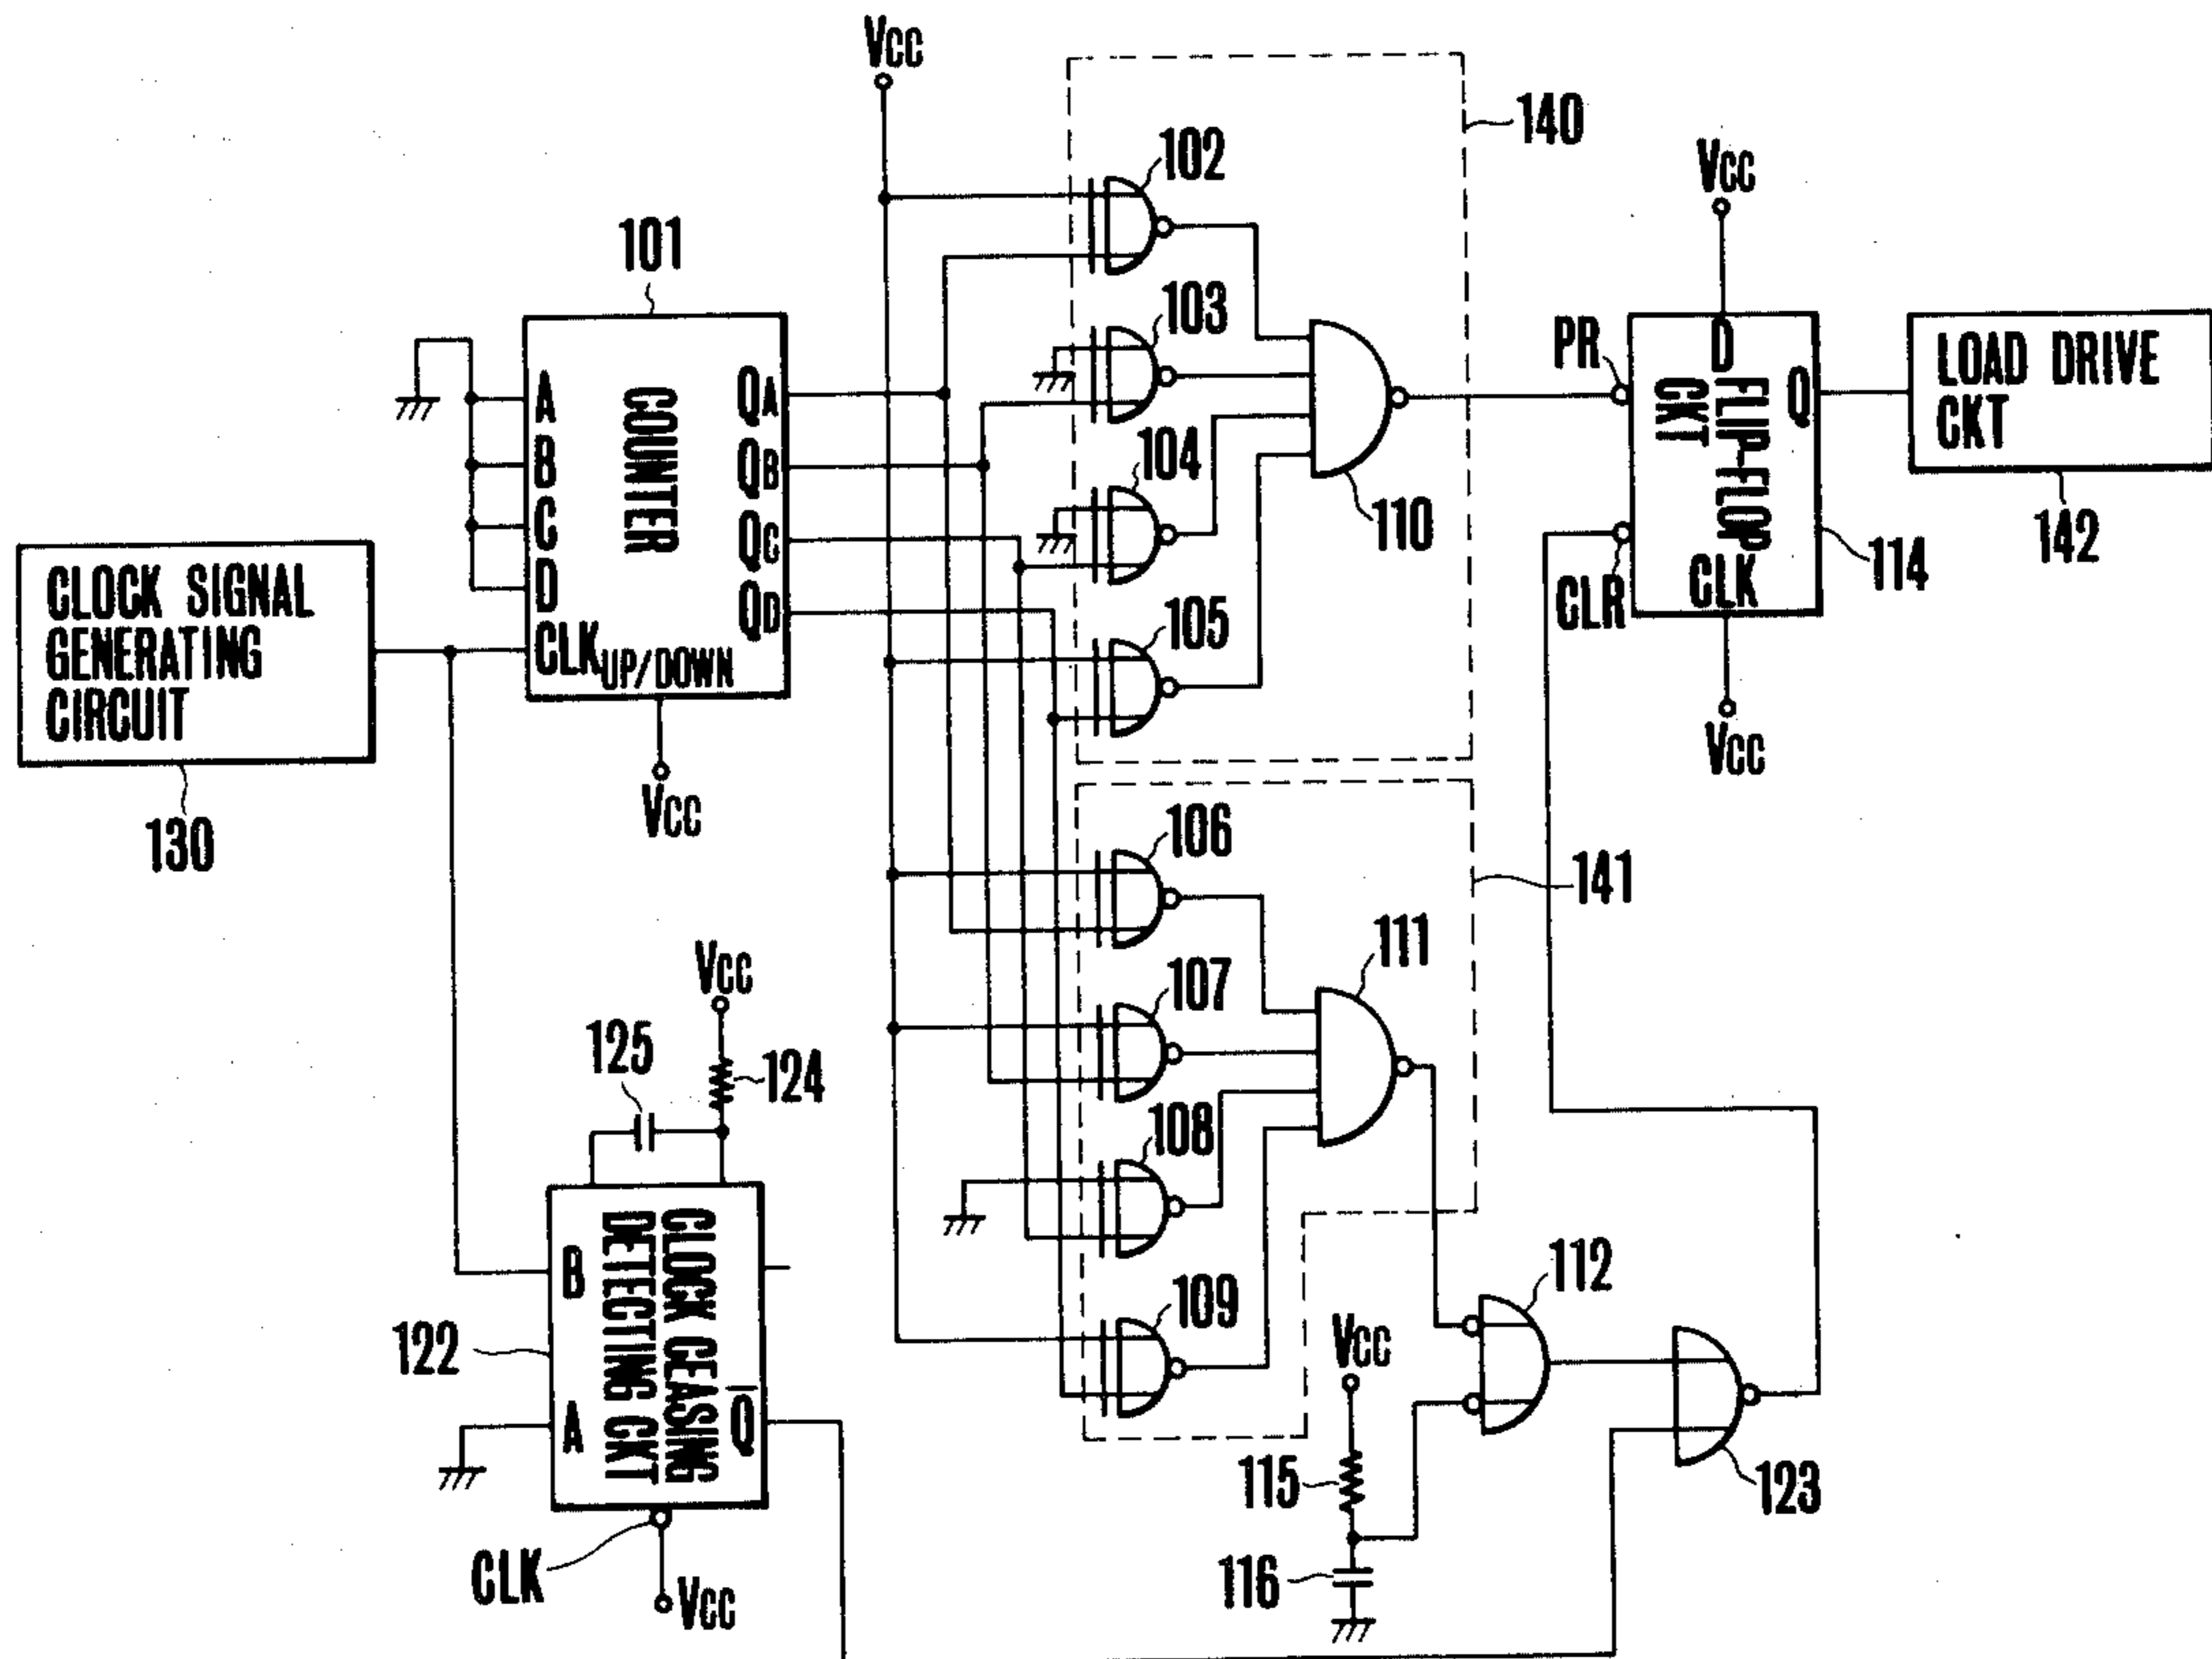 Vcc
140
102
Vcc
101
103
PR
D
Q
FLIP-FLOP
CKT
LOAD DRIVE
CKT
A
B
C
D
COUNTER
QA
QB
QC
QD
104
110
142
CLOCK SIGNAL
GENERATING
CIRCUIT
CLR
CLK
114
105
CLK
UP/DOWN
Vcc
Vcc
130
106
141
Vcc
107
111
125
124
108
B
CLOCK CEASING
DETECTING CKT
112
122
109
Vcc
A
Q̅
115
123
CLK
Vcc
116